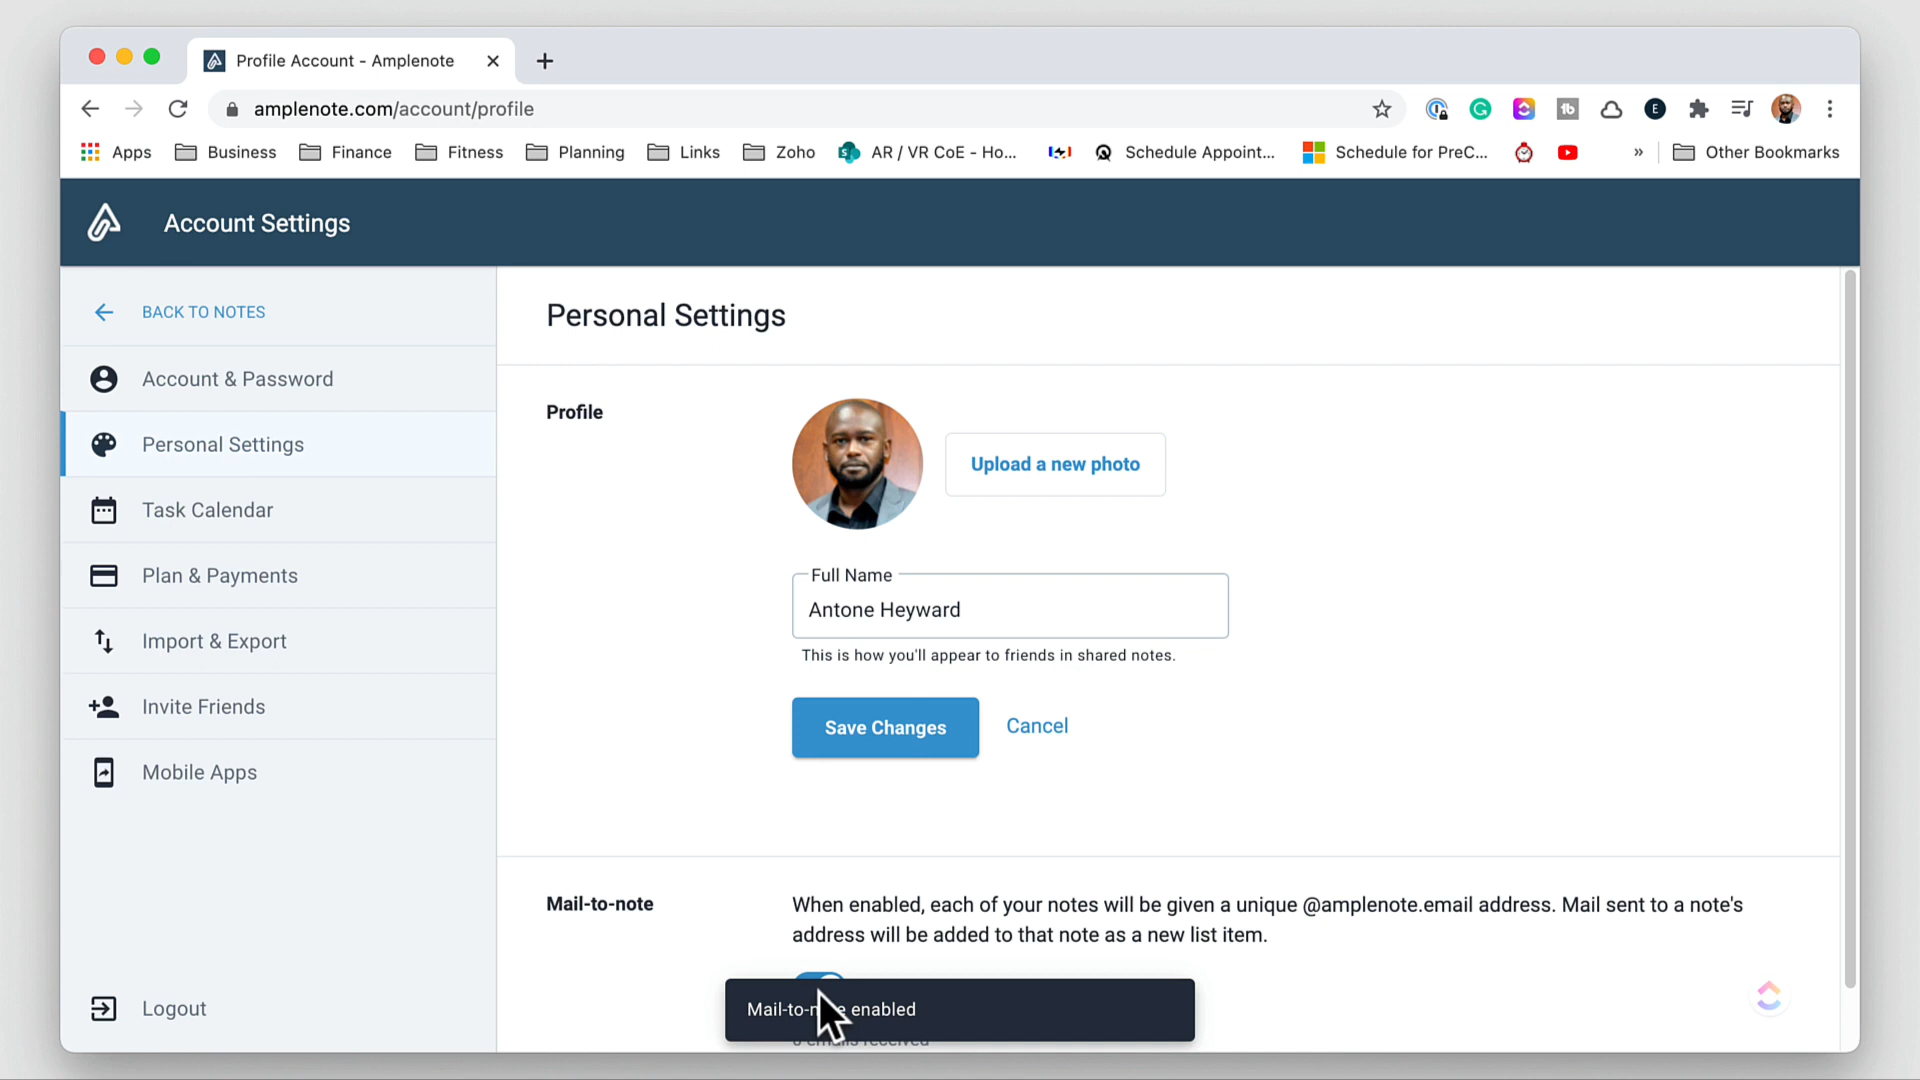 Profile Account - Amplenote
amplenote.com/account/profile
Apps Business Finance Fitness Planning Links Zoho AR / VR CoE - Ho... Schedule Appoint... Schedule for PreC... » Other Bookmarks
Account Settings
BACK TO NOTES
Account & Password
Personal Settings
Task Calendar
Plan & Payments
Import & Export
Invite Friends
Mobile Apps
Logout
Personal Settings
Profile
Upload a new photo
Full Name
Antone Heyward
This is how you'll appear to friends in shared notes.
Save Changes Cancel
Mail-to-note
When enabled, each of your notes will be given a unique @amplenote.email address. Mail sent to a note's
address will be added to that note as a new list item.
Mail-to-note enabled
emails received